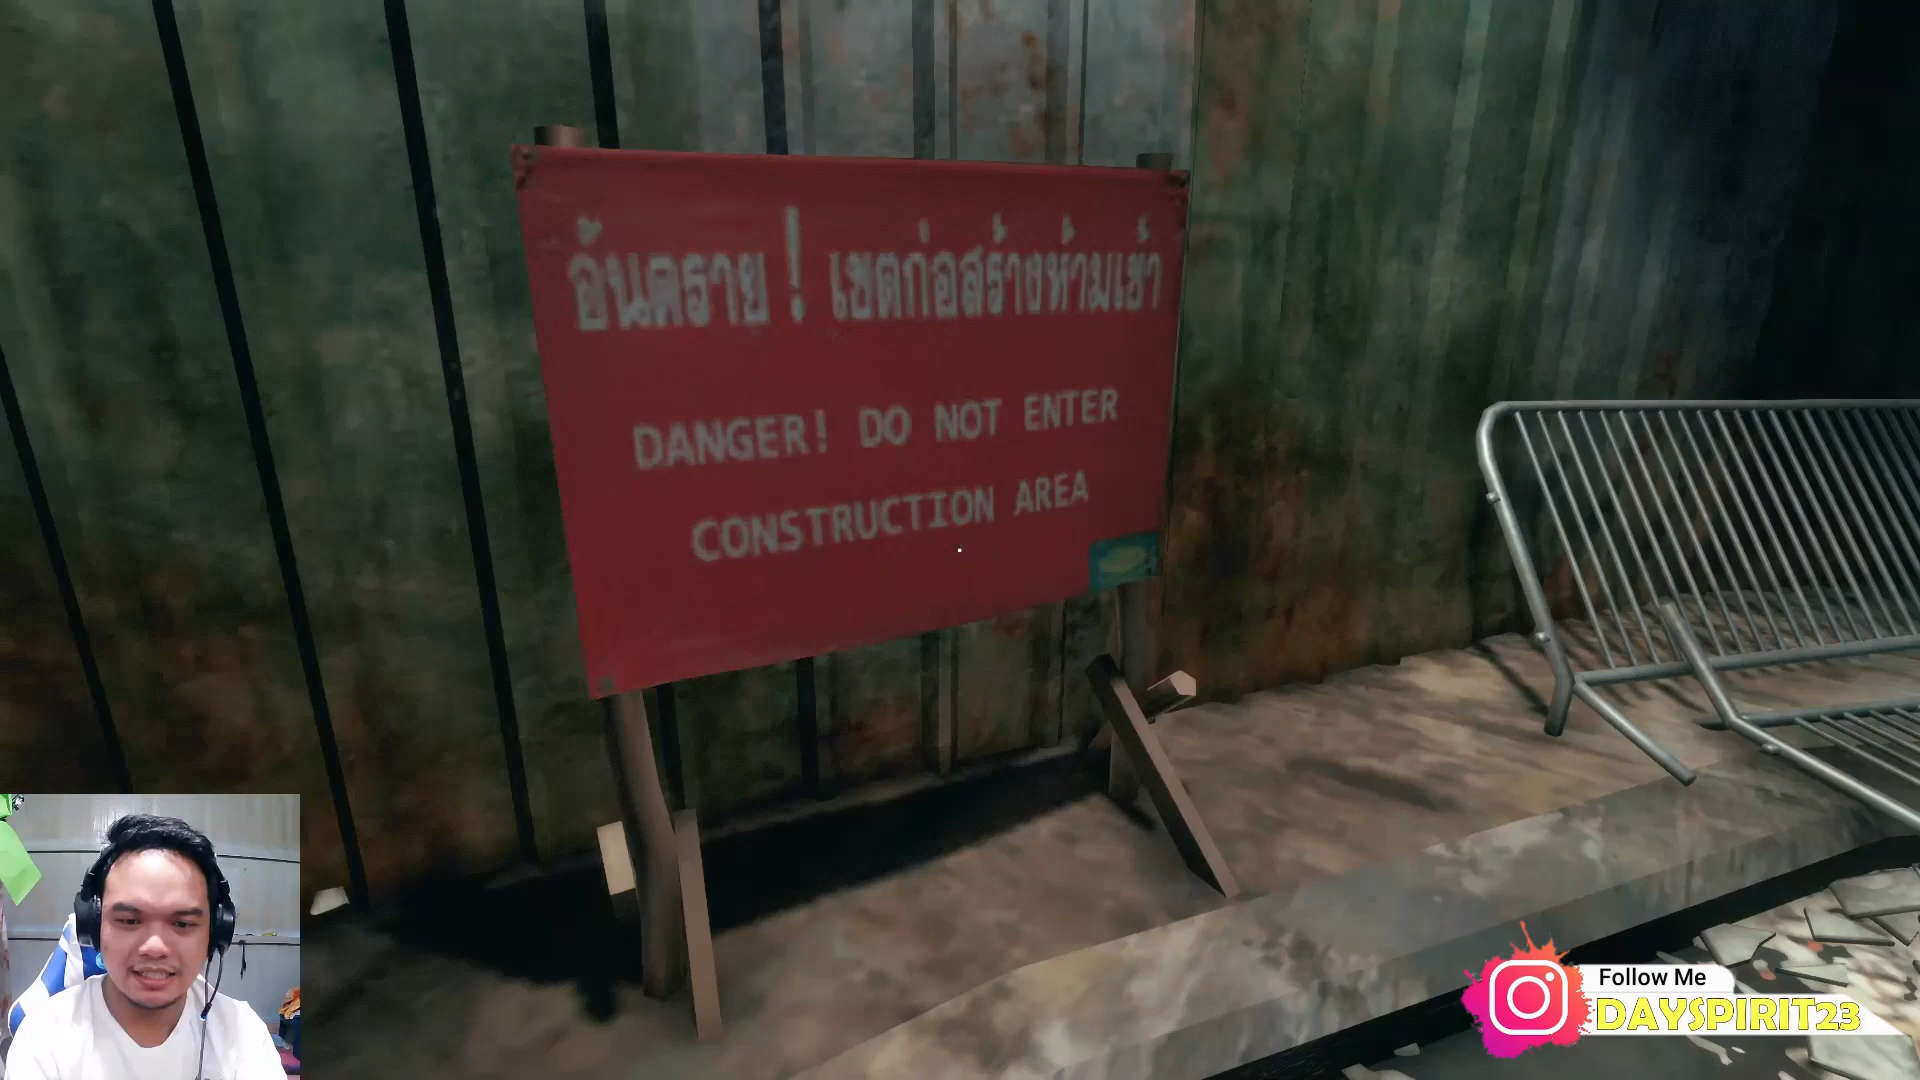 อันตราย ! เขตก่อสร้างห้ามเข้า
DANGER! DO NOT ENTER
CONSTRUCTION AREA
Follow Me
DAYSPIRIT23